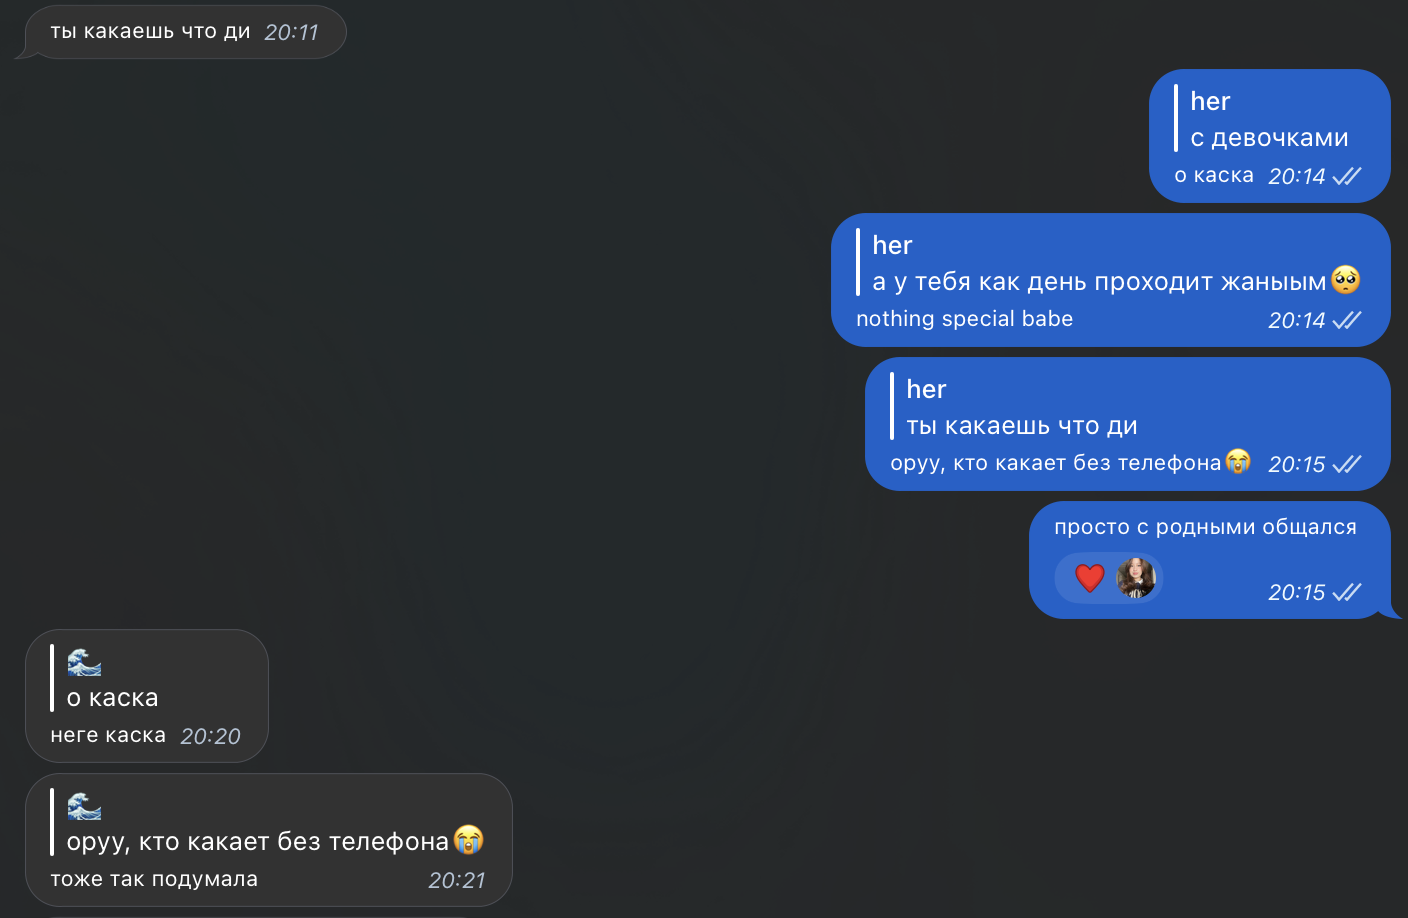 ты какаешь что ди 20:11
her
с девочками
о каска 20:14
her
а у тебя как день проходит жаныым🥺
nothing special babe 20:14
her
ты какаешь что ди
оруу, кто какает без телефона😭 20:15
просто с родными общался
❤️ 20:15
🌊
о каска
неге каска 20:20
🌊
оруу, кто какает без телефона😭
тоже так подумала 20:21